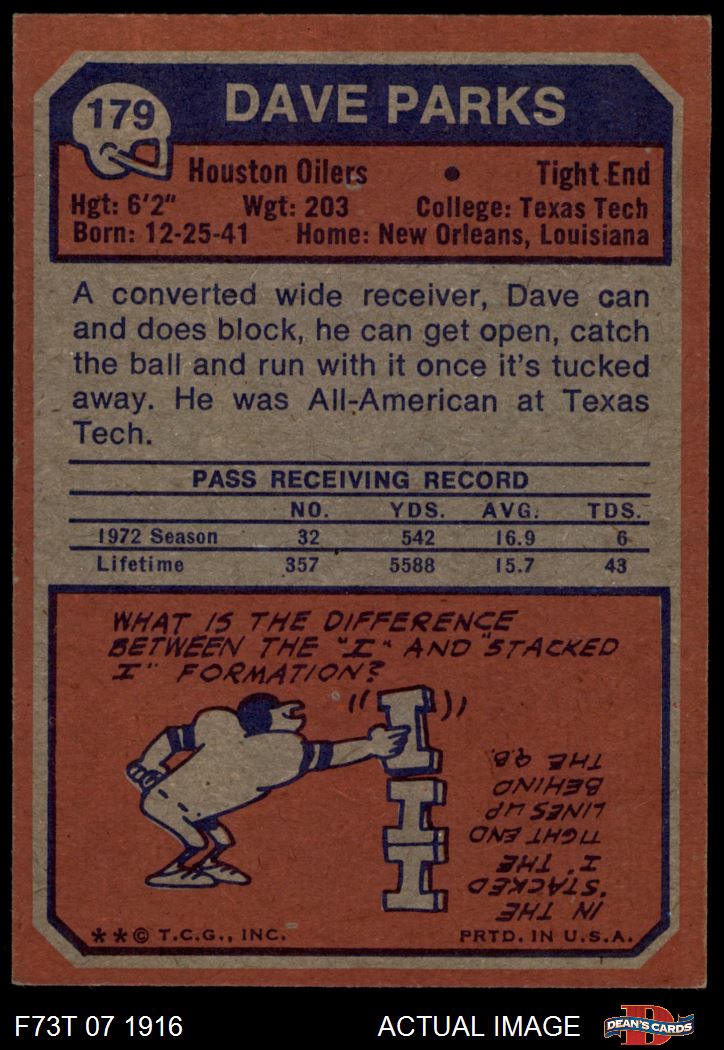 179
DAVE PARKS
Houston Oilers • Tight End
Hgt: 6'2" Wgt: 203 College: Texas Tech
Born: 12-25-41 Home: New Orleans, Louisiana
A converted wide receiver, Dave can
and does block, he can get open, catch
the ball and run with it once it's tucked
away. He was All-American at Texas
Tech.
PASS RECEIVING RECORD
NO. YDS. AVG. TDS.
1972 Season 32 542 16.9 6
Lifetime 357 5588 15.7 43
WHAT IS THE DIFFERENCE
BETWEEN THE "I" AND "STACKED
I" FORMATION?
I
I
I
IN THE
"STACKED
I" THE
TIGHT END
LINES UP
BEHIND
THE Q.B.
**© T.C.G., INC. PRTD. IN U.S.A.
F73T 07 1916 ACTUAL IMAGE
D
DEAN'S CARDS